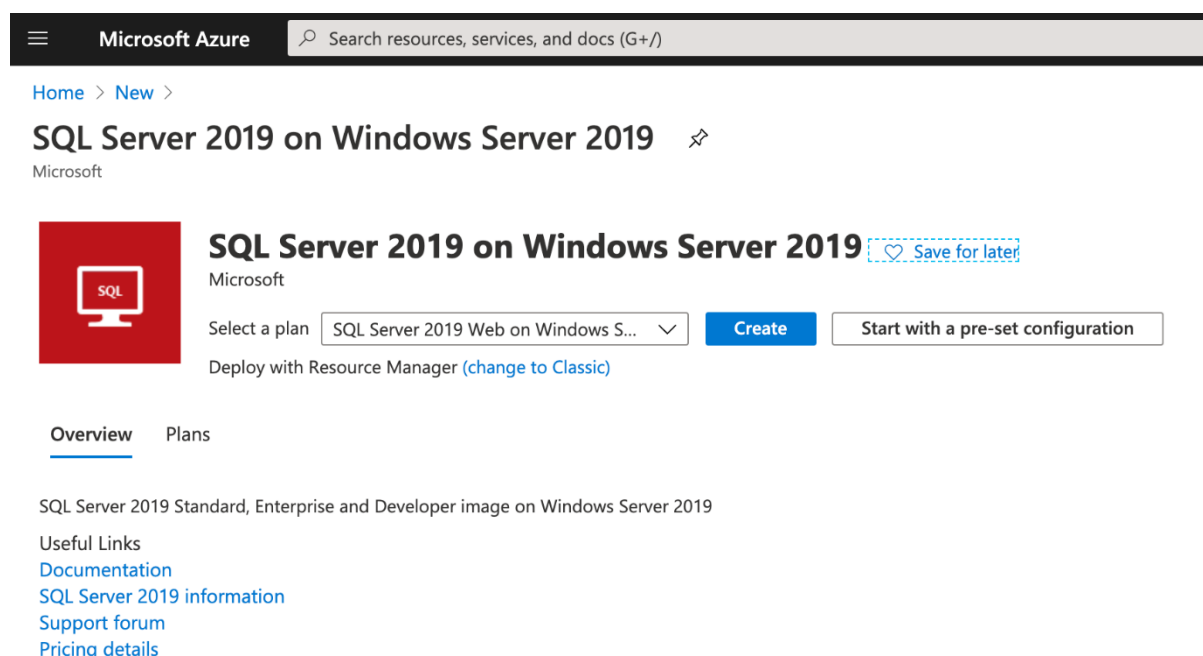 Microsoft Azure
Search resources, services, and docs (G+/)
Home > New >
SQL Server 2019 on Windows Server 2019
Microsoft
SQL
SQL Server 2019 on Windows Server 2019 Save for later
Microsoft
Select a plan SQL Server 2019 Web on Windows S... Create Start with a pre-set configuration
Deploy with Resource Manager (change to Classic)
Overview Plans
SQL Server 2019 Standard, Enterprise and Developer image on Windows Server 2019
Useful Links
Documentation
SQL Server 2019 information
Support forum
Pricing details